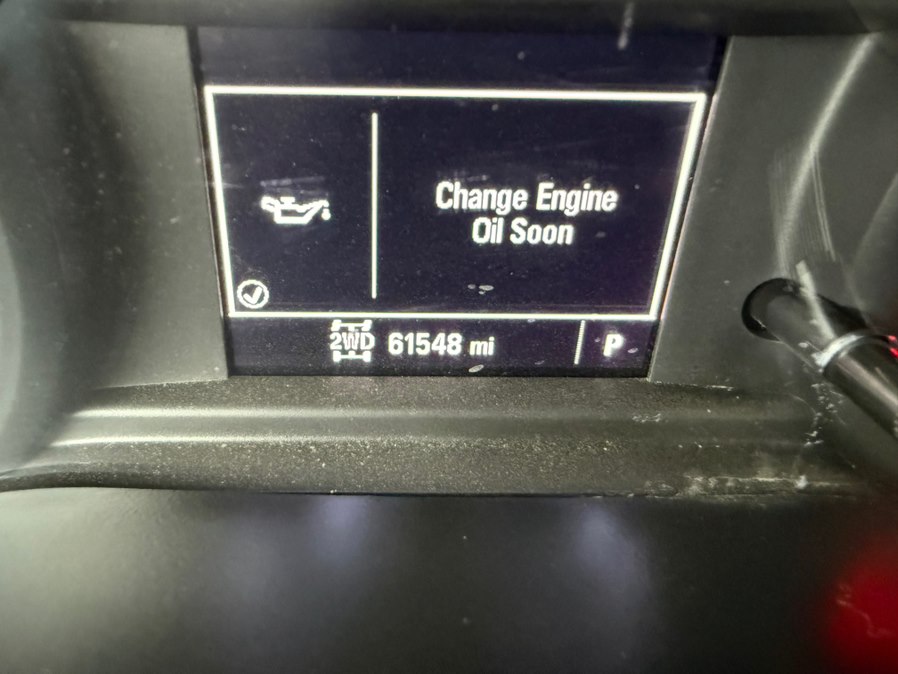 Change Engine
Oil Soon
2WD 61548 mi P